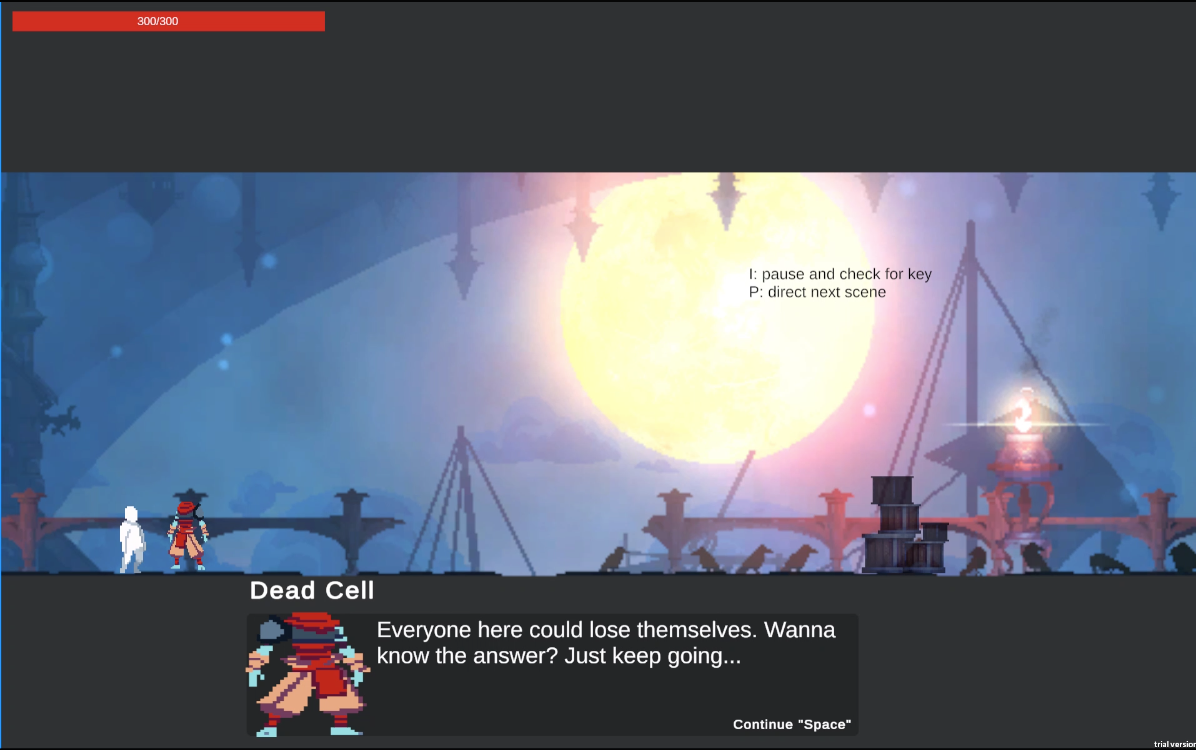 300/300
I: pause and check for key
P: direct next scene
Dead Cell
Everyone here could lose themselves. Wanna
know the answer? Just keep going...
Continue "Space"
trial version